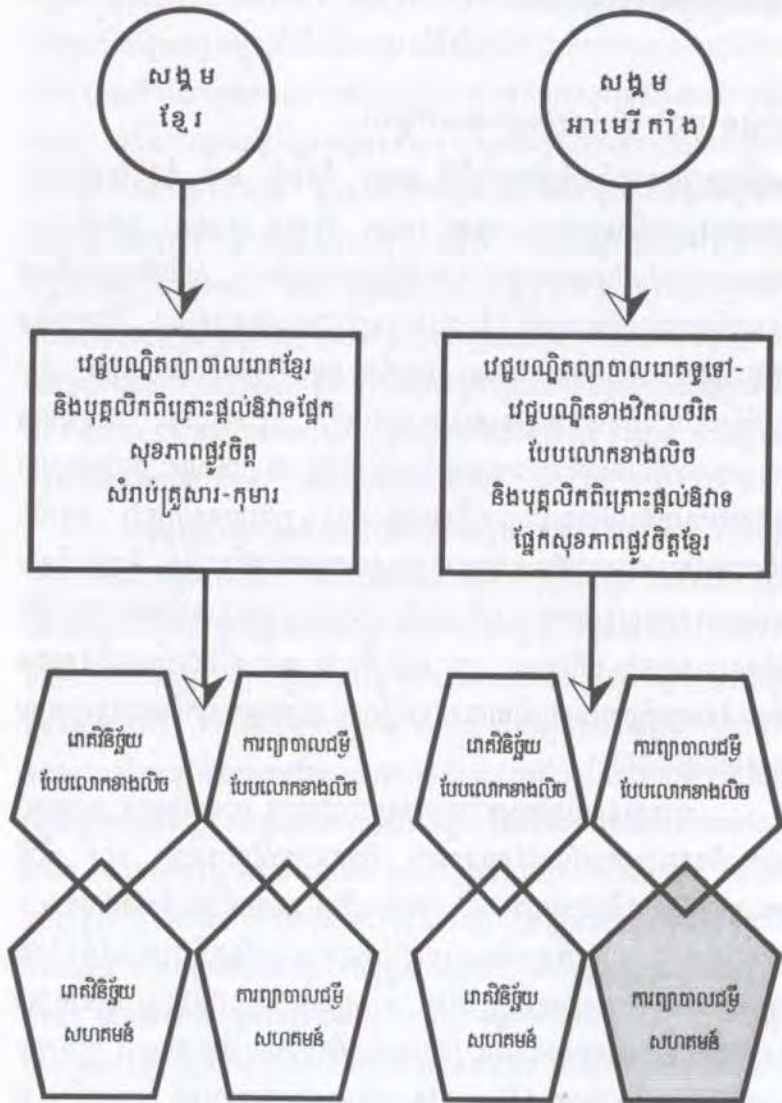 សង្គម
ខ្មែរ
សង្គម
អាមេរីកាំង
វេជ្ជបណ្ឌិតព្យាបាលរោគខ្មែរ
និងបុគ្គលិកពិគ្រោះផ្តល់ឱវាទផ្នែក
សុខភាពផ្លូវចិត្ត
សំរាប់គ្រួសារ-កុមារ
វេជ្ជបណ្ឌិតព្យាបាលរោគទូទៅ-
វេជ្ជបណ្ឌិតខាងវិកលចរិត
បែបលោកខាងលិច
និងបុគ្គលិកពិគ្រោះផ្តល់ឱវាទ
ផ្នែកសុខភាពផ្លូវចិត្តខ្មែរ
រោគវិនិច្ឆ័យ
បែបលោកខាងលិច
ការព្យាបាលជម្ងឺ
បែបលោកខាងលិច
រោគវិនិច្ឆ័យ
បែបលោកខាងលិច
ការព្យាបាលជម្ងឺ
បែបលោកខាងលិច
រោគវិនិច្ឆ័យ
សហគមន៍
ការព្យាបាលជម្ងឺ
សហគមន៍
រោគវិនិច្ឆ័យ
សហគមន៍
ការព្យាបាលជម្ងឺ
សហគមន៍